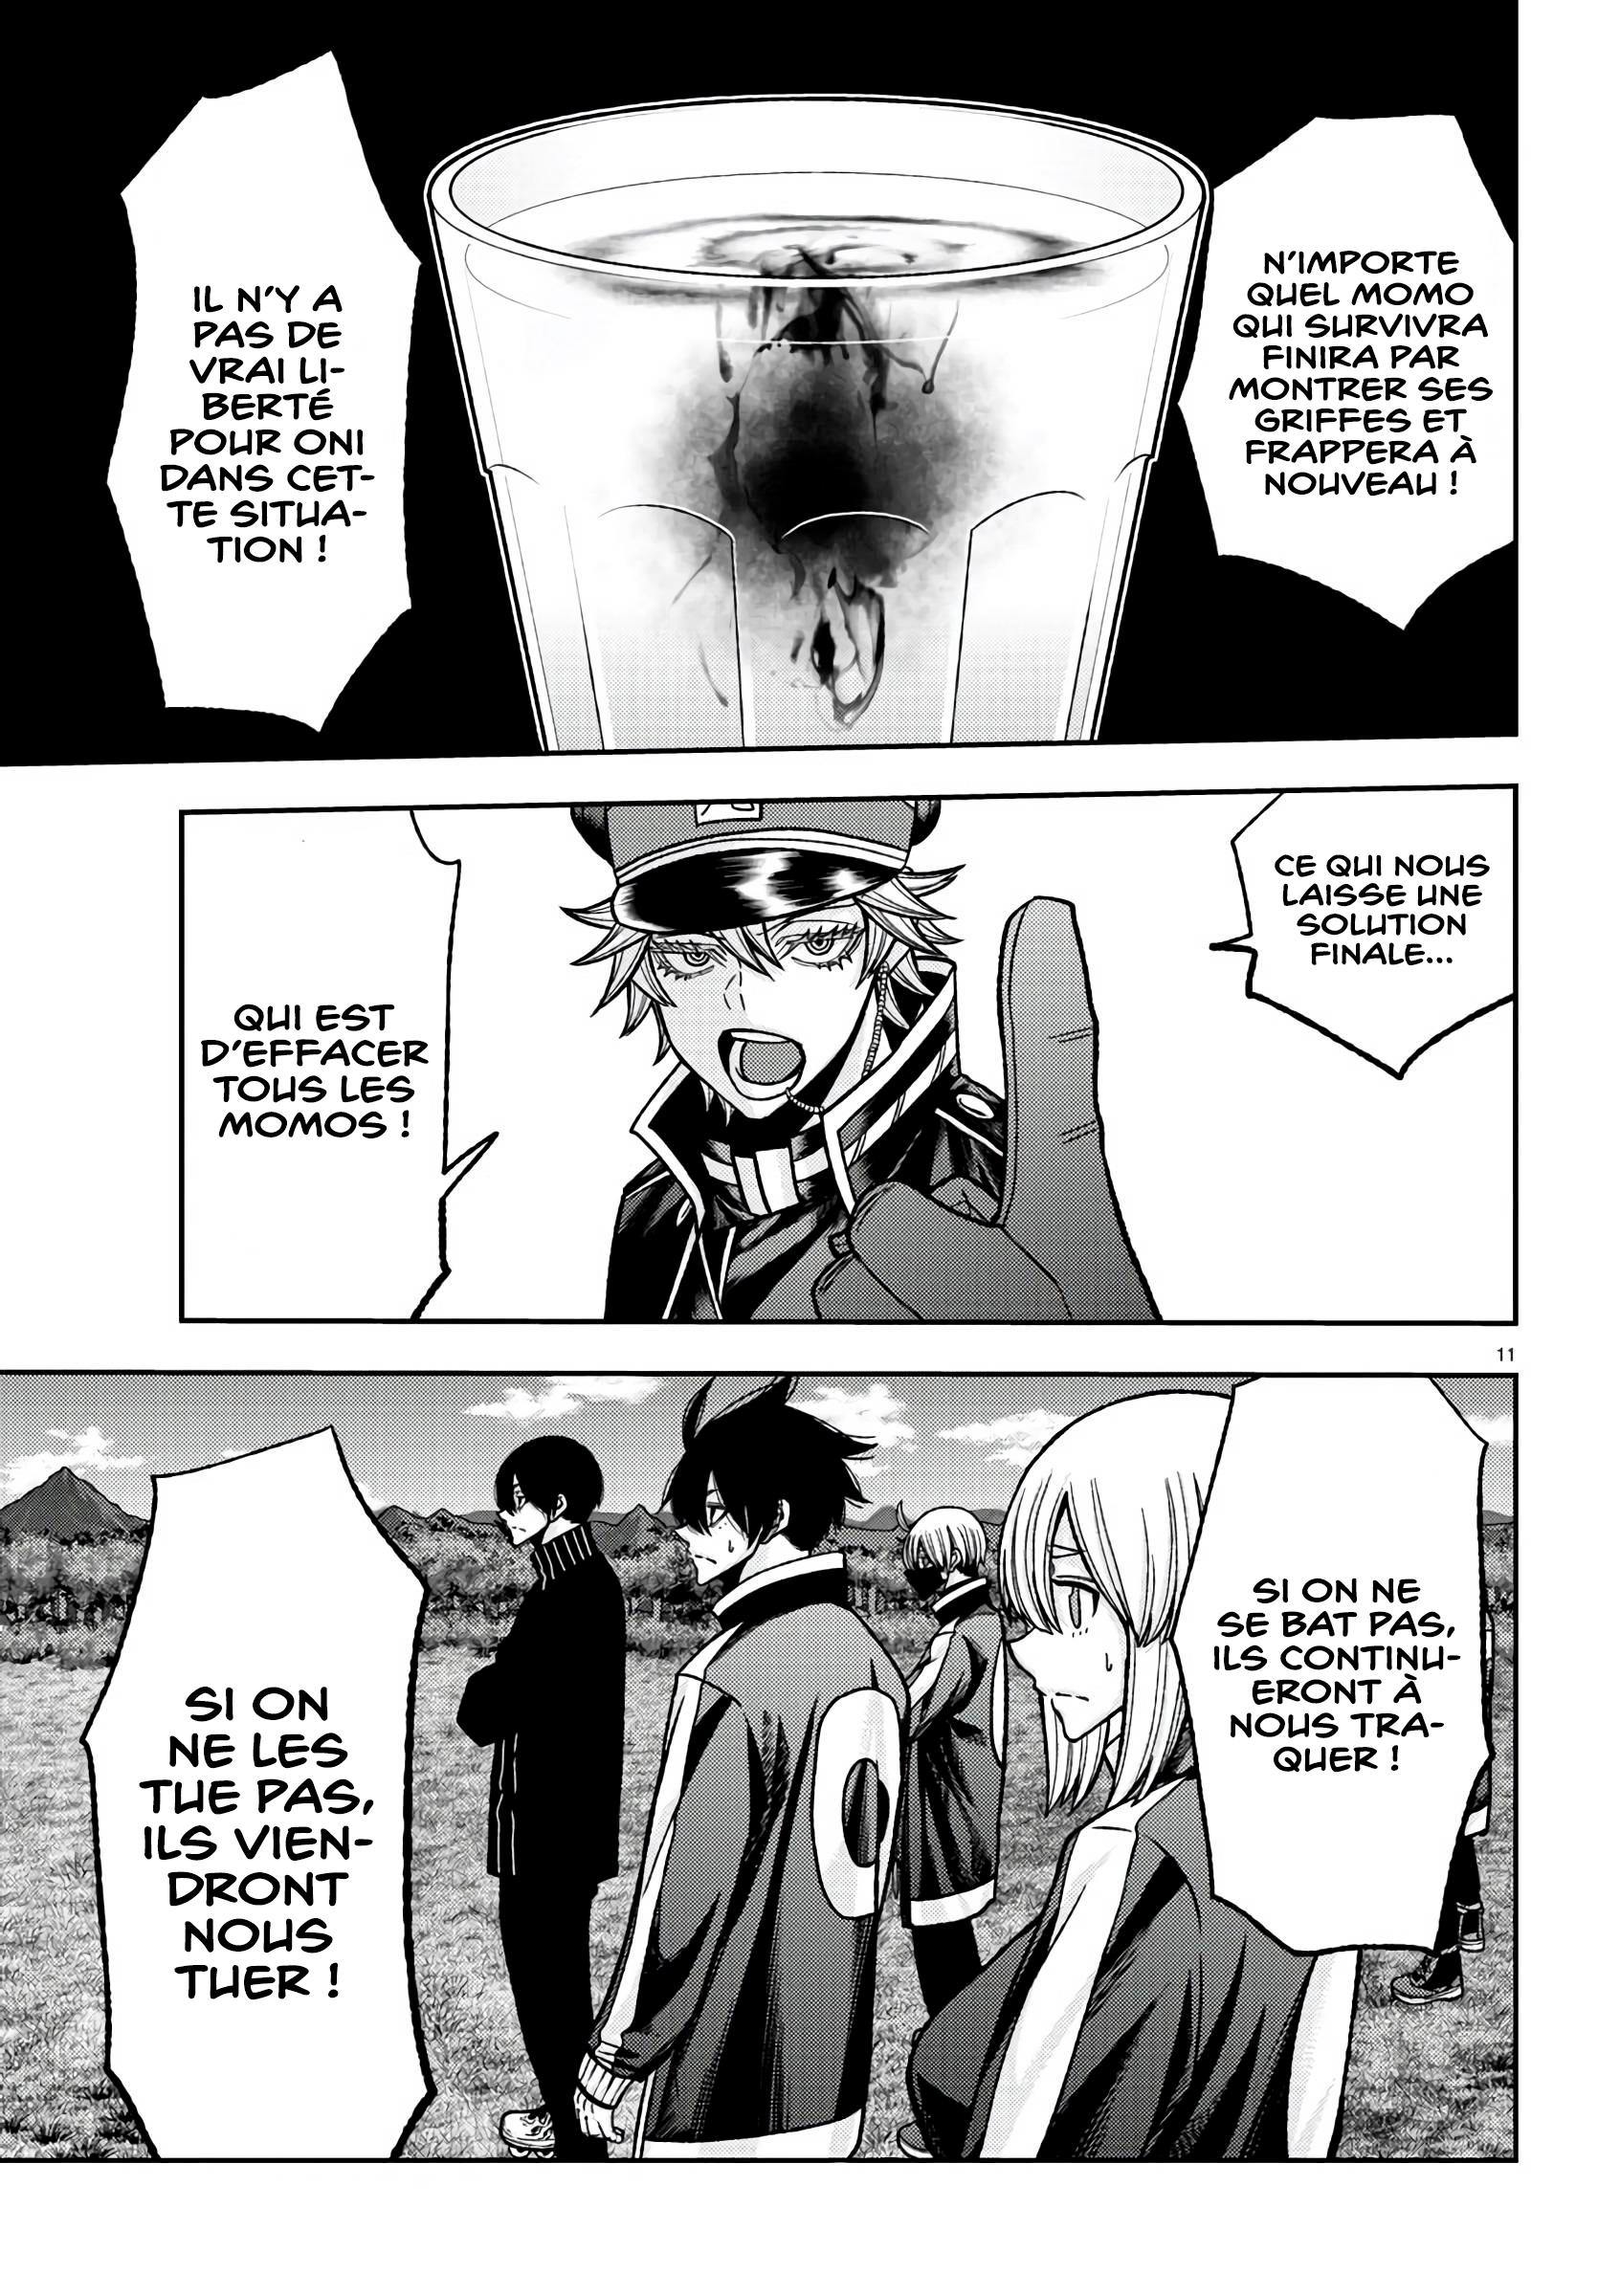 N'IMPORTE
QUEL MOMO
QUI SURVIVRA
FINIRA PAR
MONTRER SES
GRIFFES ET
FRAPPERA À
NOUVEAU !
IL N'Y A
PAS DE
VRAI LI-
BERTÉ
POUR ONI
DANS CET-
TE SITUA-
TION !
CE QUI NOUS
LAISSE UNE
SOLUTION
FINALE...
QUI EST
D'EFFACER
TOUS LES
MOMOS !
11
SI ON NE
SE BAT PAS,
ILS CONTINU-
ERONT À
NOUS TRA-
QUER !
SI ON
NE LES
TUE PAS,
ILS VIEN-
DRONT
NOUS
TUER !